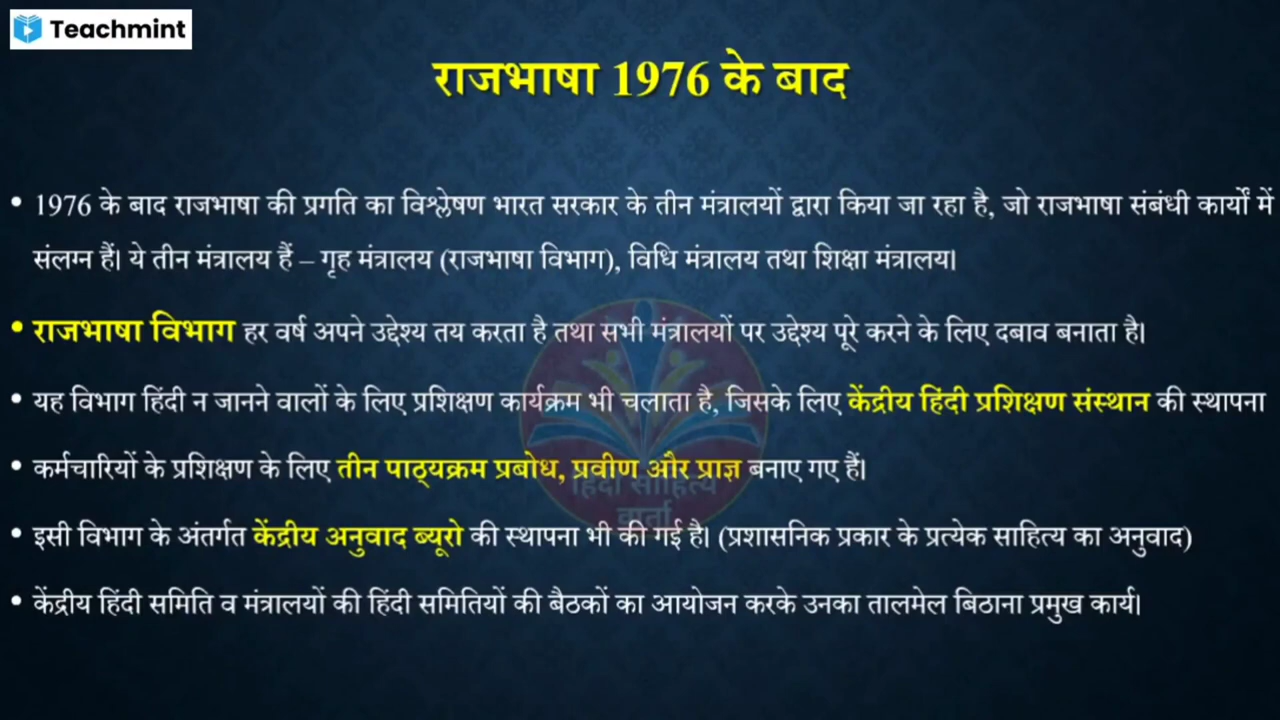 Teachmint
राजभाषा 1976 के बाद
• 1976 के बाद राजभाषा की प्रगति का विश्लेषण भारत सरकार के तीन मंत्रालयों द्वारा किया जा रहा है, जो राजभाषा संबंधी कार्यों में
संलग्न हैं। ये तीन मंत्रालय हैं – गृह मंत्रालय (राजभाषा विभाग), विधि मंत्रालय तथा शिक्षा मंत्रालय।
• राजभाषा विभाग हर वर्ष अपने उद्देश्य तय करता है तथा सभी मंत्रालयों पर उद्देश्य पूरे करने के लिए दबाव बनाता है।
• यह विभाग हिंदी न जानने वालों के लिए प्रशिक्षण कार्यक्रम भी चलाता है, जिसके लिए केंद्रीय हिंदी प्रशिक्षण संस्थान की स्थापना
• कर्मचारियों के प्रशिक्षण के लिए तीन पाठ्यक्रम प्रबोध, प्रवीण और प्राज्ञ बनाए गए हैं।
हिंदी साहित्य
वार्ता
• इसी विभाग के अंतर्गत केंद्रीय अनुवाद ब्यूरो की स्थापना भी की गई है। (प्रशासनिक प्रकार के प्रत्येक साहित्य का अनुवाद)
• केंद्रीय हिंदी समिति व मंत्रालयों की हिंदी समितियों की बैठकों का आयोजन करके उनका तालमेल बिठाना प्रमुख कार्य।